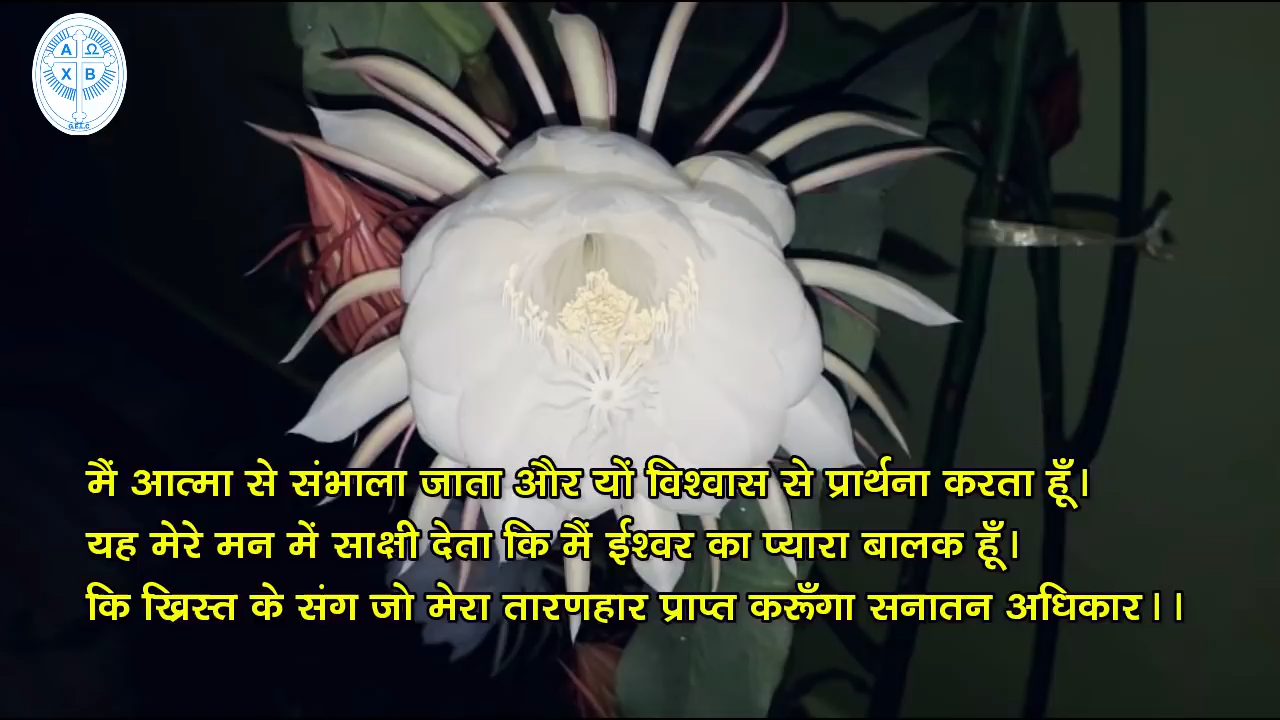 Α Ω
Χ Β
G.E.L.C
मैं आत्मा से संभाला जाता और यों विश्वास से प्रार्थना करता हूँ।
यह मेरे मन में साक्षी देता कि मैं ईश्वर का प्यारा बालक हूँ।
कि ख्रिस्त के संग जो मेरा तारणहार प्राप्त करूँगा सनातन अधिकार।।